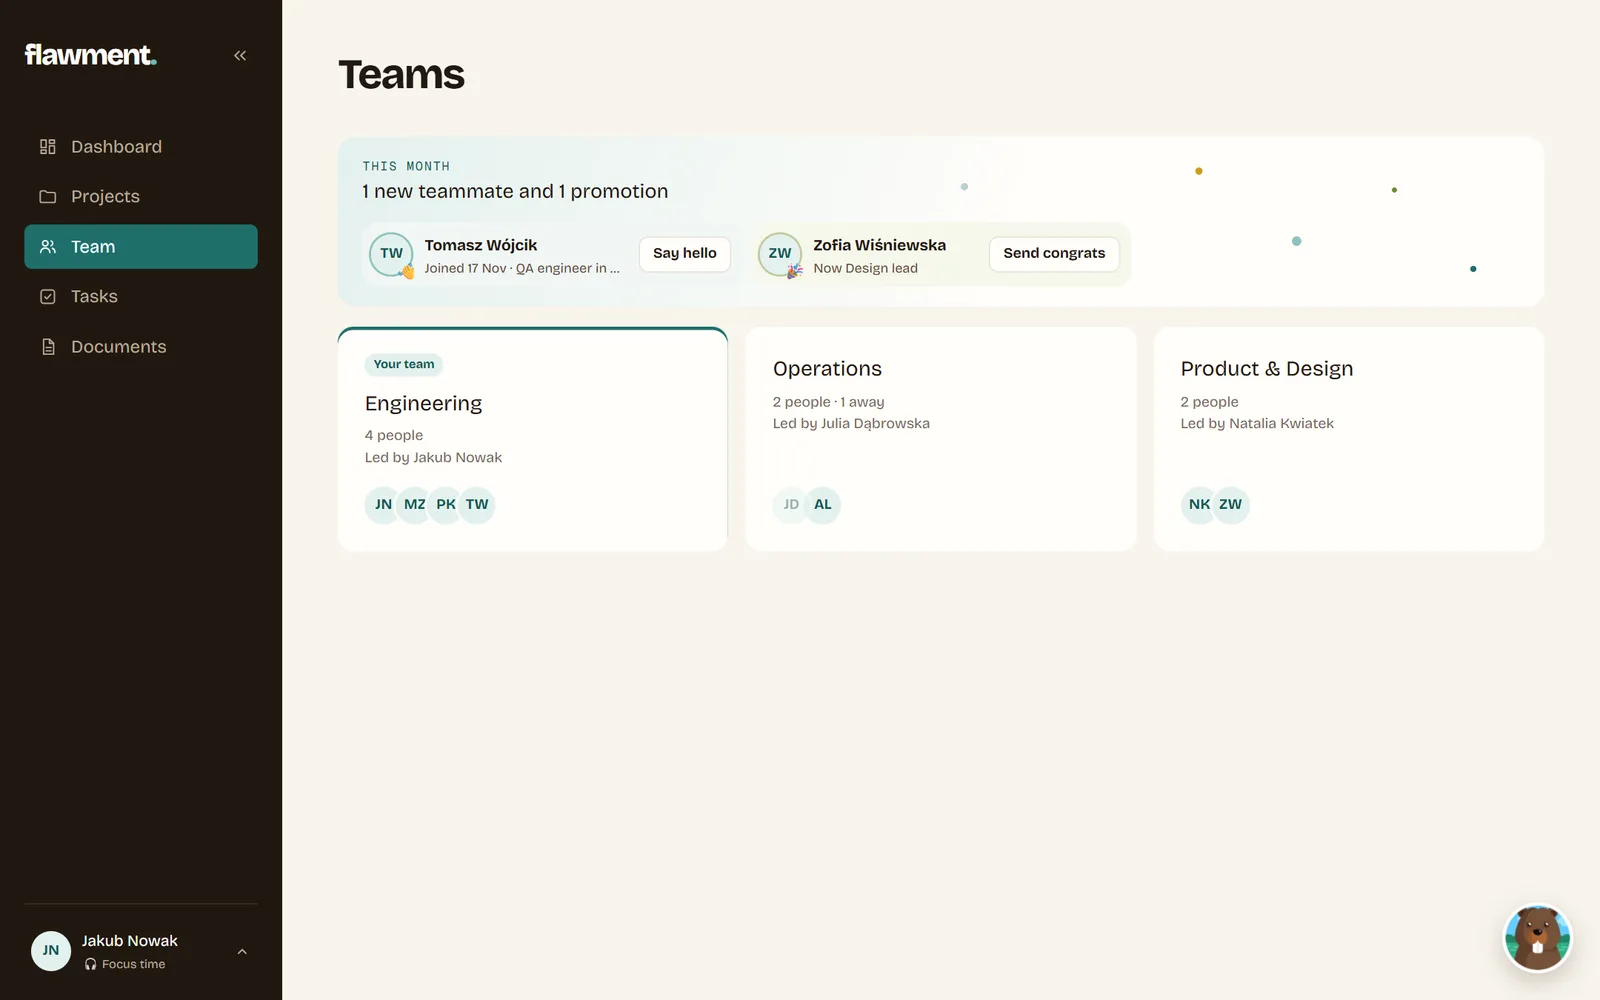 flawment.
Dashboard
Projects
Team
Tasks
Documents
Jakub Nowak
JN
Focus time
Teams
THIS MONTH
1 new teammate and 1 promotion
TW
Tomasz Wójcik
Joined 17 Nov · QA engineer in ...
Say hello
ZW
Zofia Wiśniewska
Now Design lead
Send congrats
Your team
Engineering
4 people
Led by Jakub Nowak
JN MZ PK TW
Operations
2 people · 1 away
Led by Julia Dąbrowska
JD AL
Product & Design
2 people
Led by Natalia Kwiatek
NK ZW